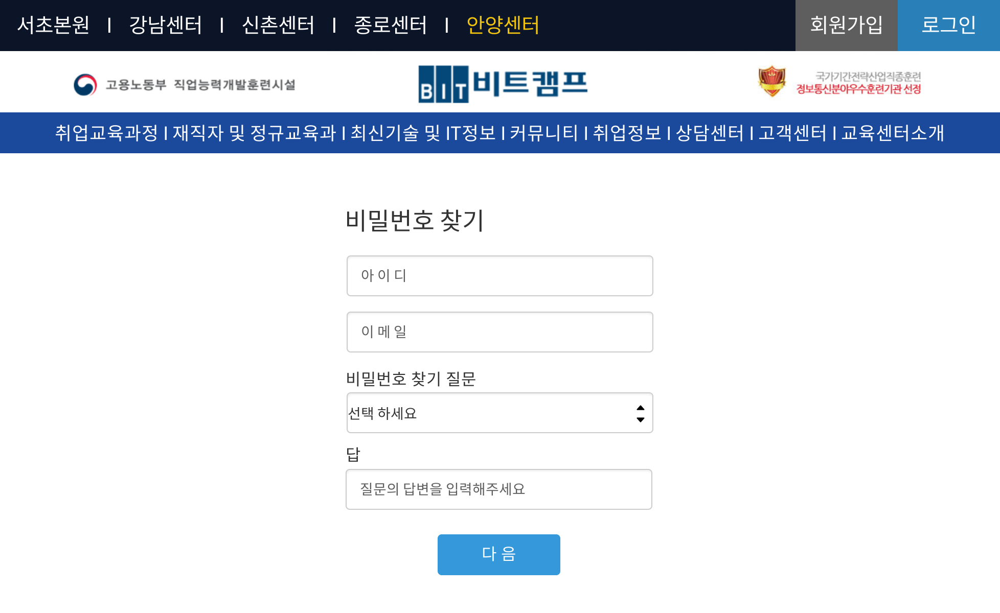 서초본원 I 강남센터 I 신촌센터 I 종로센터 I 안양센터
회원가입 로그인
고용노동부 직업능력개발훈련시설
BIT 비트캠프
국가기간전략산업직종훈련
정보통신분야우수훈련기관 선정
취업교육과정 I 재직자 및 정규교육과 I 최신기술 및 IT정보 I 커뮤니티 I 취업정보 I 상담센터 I 고객센터 I 교육센터소개
비밀번호 찾기
아 이 디
이 메 일
비밀번호 찾기 질문
선택 하세요
답
질문의 답변을 입력해주세요
다 음